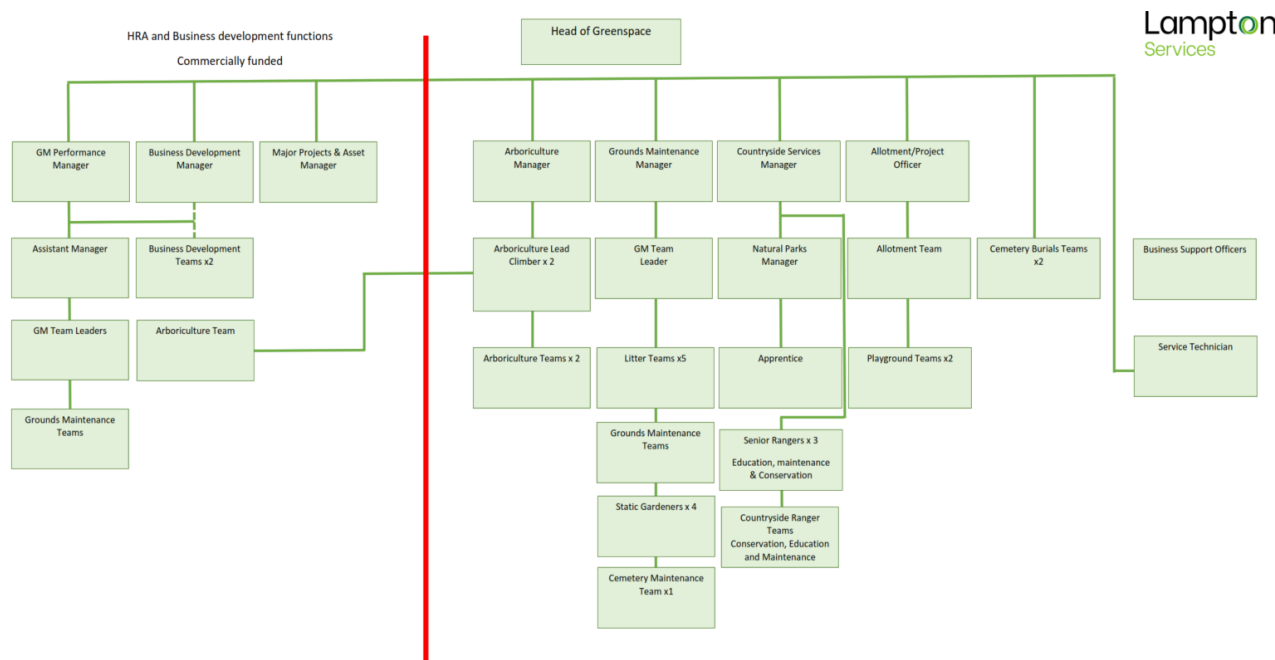 HRA and Business development functions
Commercially funded
Head of Greenspace
Lampton
Services
GM Performance
Manager
Business Development
Manager
Major Projects & Asset
Manager
Arboriculture
Manager
Grounds Maintenance
Manager
Countryside Services
Manager
Allotment/Project
Officer
Assistant Manager
Business Development
Teams x2
Arboriculture Lead
Climber x 2
GM Team
Leader
Natural Parks
Manager
Allotment Team
Cemetery Burials Teams
x2
Business Support Officers
GM Team Leaders
Arboriculture Team
Arboriculture Teams x 2
Litter Teams x5
Apprentice
Playground Teams x2
Service Technician
Grounds Maintenance
Teams
Grounds Maintenance
Teams
Senior Rangers x 3
Education, maintenance
& Conservation
Static Gardeners x 4
Countryside Ranger
Teams
Conservation, Education
and Maintenance
Cemetery Maintenance
Team x1